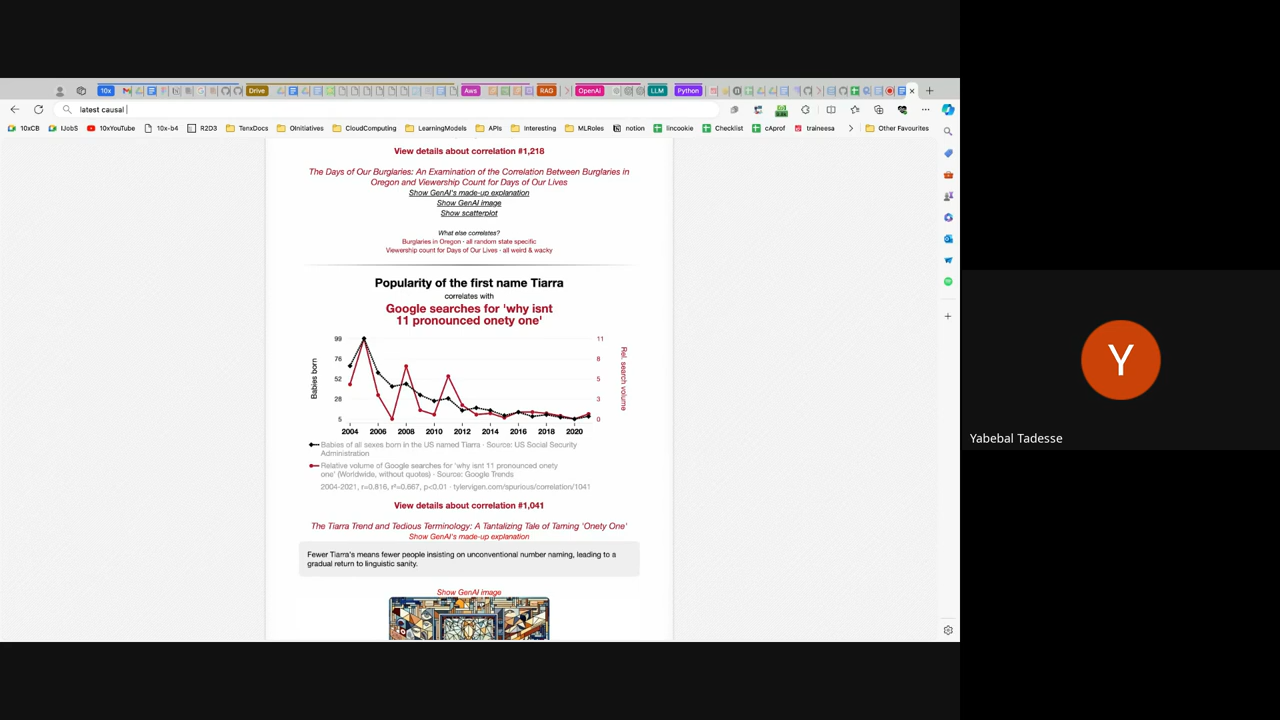 10x
Drive
Aws
RAG
OpenAI
LLM
Python
latest causal
10xCB
IJobS
10xYouTube
10x-b4
R2D3
TenxDocs
OInitiatives
CloudComputing
LearningModels
APIs
Interesting
MLRoles
notion
lincookie
Checklist
cAprof
traineesa
Other Favourites
View details about correlation #1,218
The Days of Our Burglaries: An Examination of the Correlation Between Burglaries in
Oregon and Viewership Count for Days of Our Lives
Show GenAI's made-up explanation
Show GenAI image
Show scatterplot
What else correlates?
Burglaries in Oregon · all random state specific
Viewership count for Days of Our Lives · all weird & wacky
Popularity of the first name Tiarra
correlates with
Google searches for 'why isnt
11 pronounced onety one'
99
76
52
28
5
Babies born
11
8
5
3
0
Rel. search volume
2004 2006 2008 2010 2012 2014 2016 2018 2020
Babies of all sexes born in the US named Tiarra · Source: US Social Security
Administration
Relative volume of Google searches for 'why isnt 11 pronounced onety
one' (Worldwide, without quotes) · Source: Google Trends
2004-2021, r=0.816, r²=0.667, p<0.01 · tylervigen.com/spurious/correlation/1041
View details about correlation #1,041
The Tiarra Trend and Tedious Terminology: A Tantalizing Tale of Taming 'Onety One'
Show GenAI's made-up explanation
Fewer Tiarra's means fewer people insisting on unconventional number naming, leading to a
gradual return to linguistic sanity.
Show GenAI image
Y
Yabebal Tadesse